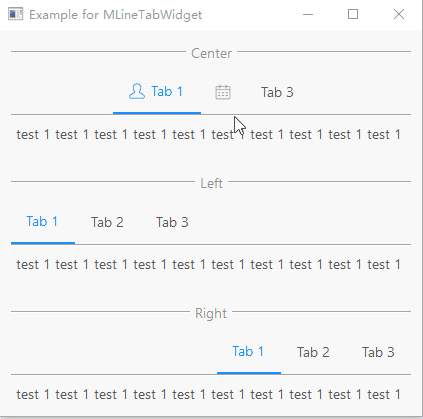 Example for MLineTabWidget
Center
Tab 1 Tab 3
test 1 test 1 test 1 test 1 test 1 test 1 test 1 test 1 test 1 test 1
Left
Tab 1 Tab 2 Tab 3
test 1 test 1 test 1 test 1 test 1 test 1 test 1 test 1 test 1 test 1
Right
Tab 1 Tab 2 Tab 3
test 1 test 1 test 1 test 1 test 1 test 1 test 1 test 1 test 1 test 1